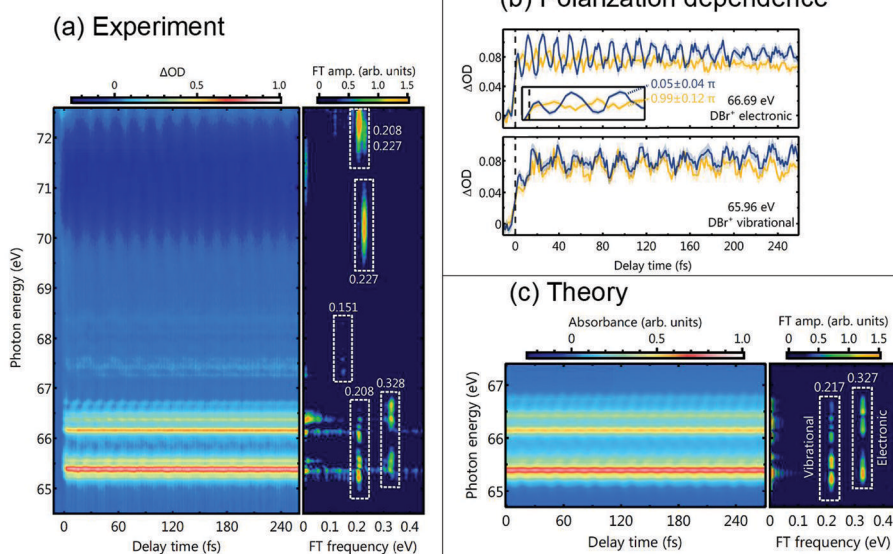 (a) Experiment
ΔOD
0 0.5 1.0
FT amp. (arb. units)
0 0.5 1.0 1.5
Photon energy (eV)
72
71
70
69
68
67
66
65
0.208
0.227
0.227
0.151
0.328
0.208
0 60 120 180 240
Delay time (fs)
0 0.1 0.2 0.3 0.4
FT frequency (eV)
(b) Polarization dependence
ΔOD
0.08
0.04
0
0.05±0.04 π
0.99±0.12 π
66.69 eV
DBr⁺ electronic
ΔOD
0.08
0.04
0
65.96 eV
DBr⁺ vibrational
0 40 80 120 160 200 240
Delay time (fs)
(c) Theory
Absorbance (arb. units)
0 0.5 1.0
FT amp. (arb. units)
0 0.5 1.0 1.5
Photon energy (eV)
67
66
65
0.217
0.327
Vibrational
Electronic
0 60 120 180 240
Delay time (fs)
0 0.1 0.2 0.3 0.4
FT frequency (eV)